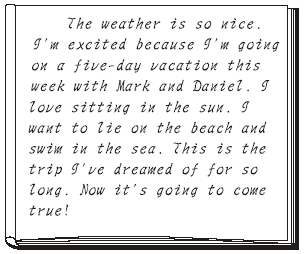 The weather is so nice.
I'm excited because I'm going
on a five-day vacation this
week with Mark and Daniel. I
love sitting in the sun. I
want to lie on the beach and
swim in the sea. This is the
trip I've dreamed of for so
long. Now it's going to come
true!